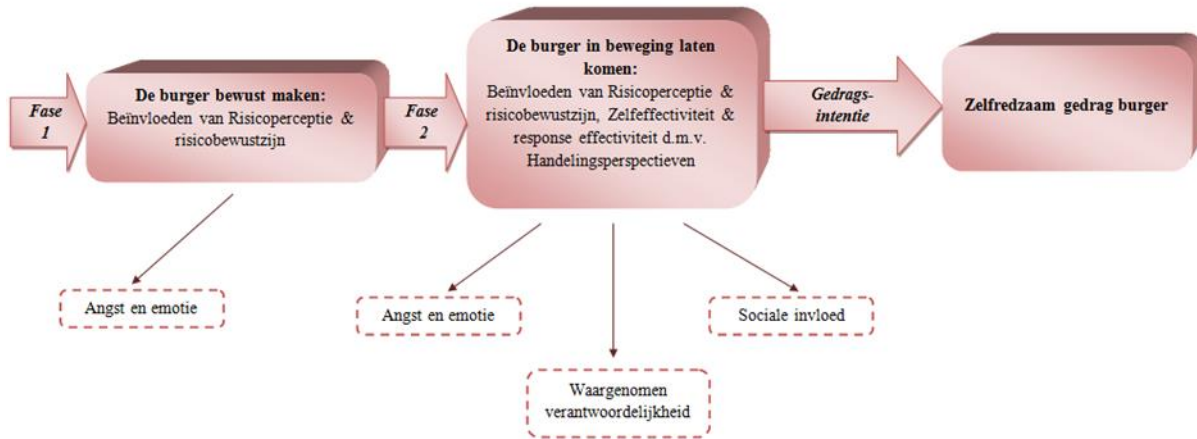 Fase
1
De burger bewust maken:
Beïnvloeden van Risicoperceptie &
risicobewustzijn
Fase
2
De burger in beweging laten
komen:
Beïnvloeden van Risicoperceptie &
risicobewustzijn, Zelfeffectiviteit &
response effectiviteit d.m.v.
Handelingsperspectieven
Gedrags-
intentie
Zelfredzaam gedrag burger
Angst en emotie
Angst en emotie
Sociale invloed
Waargenomen
verantwoordelijkheid